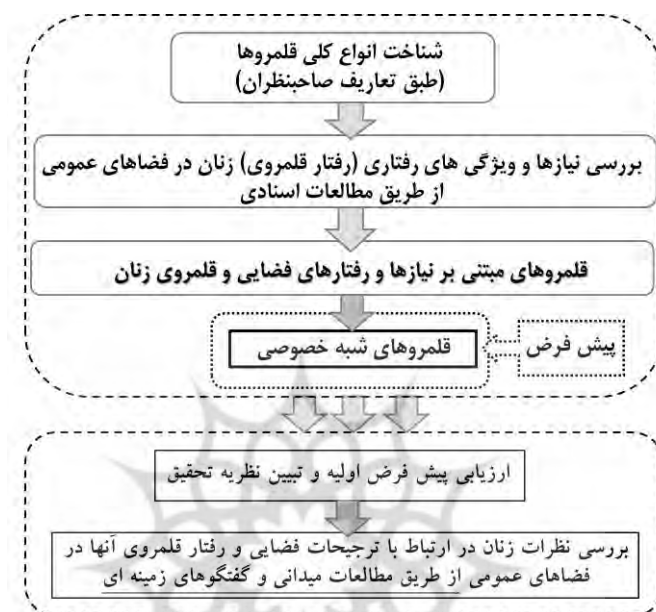 شناخت انواع کلی قلمروها
(طبق تعاریف صاحبنظران)
بررسی نیازها و ویژگی های رفتاری (رفتار قلمروی) زنان در فضاهای عمومی
از طریق مطالعات اسنادی
قلمروهای مبتنی بر نیازها و رفتارهای فضایی و قلمروی زنان
قلمروهای شبه خصوصی
پیش فرض
ارزیابی پیش فرض اولیه و تبیین نظریه تحقیق
بررسی نظرات زنان در ارتباط با ترجیحات فضایی و رفتار قلمروی آنها در
فضاهای عمومی از طریق مطالعات میدانی و گفتگوهای زمینه ای